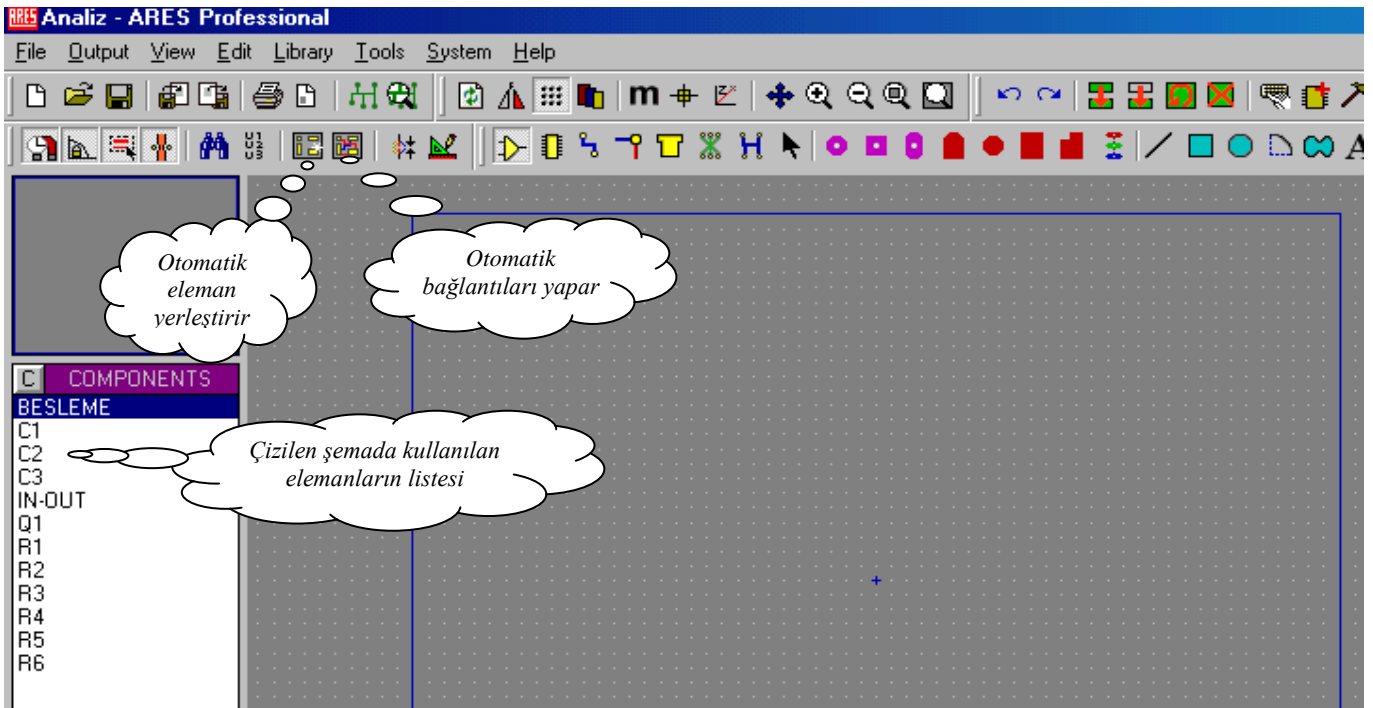 ARES Analiz - ARES Professional
File Output View Edit Library Tools System Help
m
A
Otomatik
eleman
yerleştirir
Otomatik
bağlantıları yapar
C COMPONENTS
BESLEME
C1
C2
C3
IN-OUT
Q1
R1
R2
R3
R4
R5
R6
Çizilen şemada kullanılan
elemanların listesi